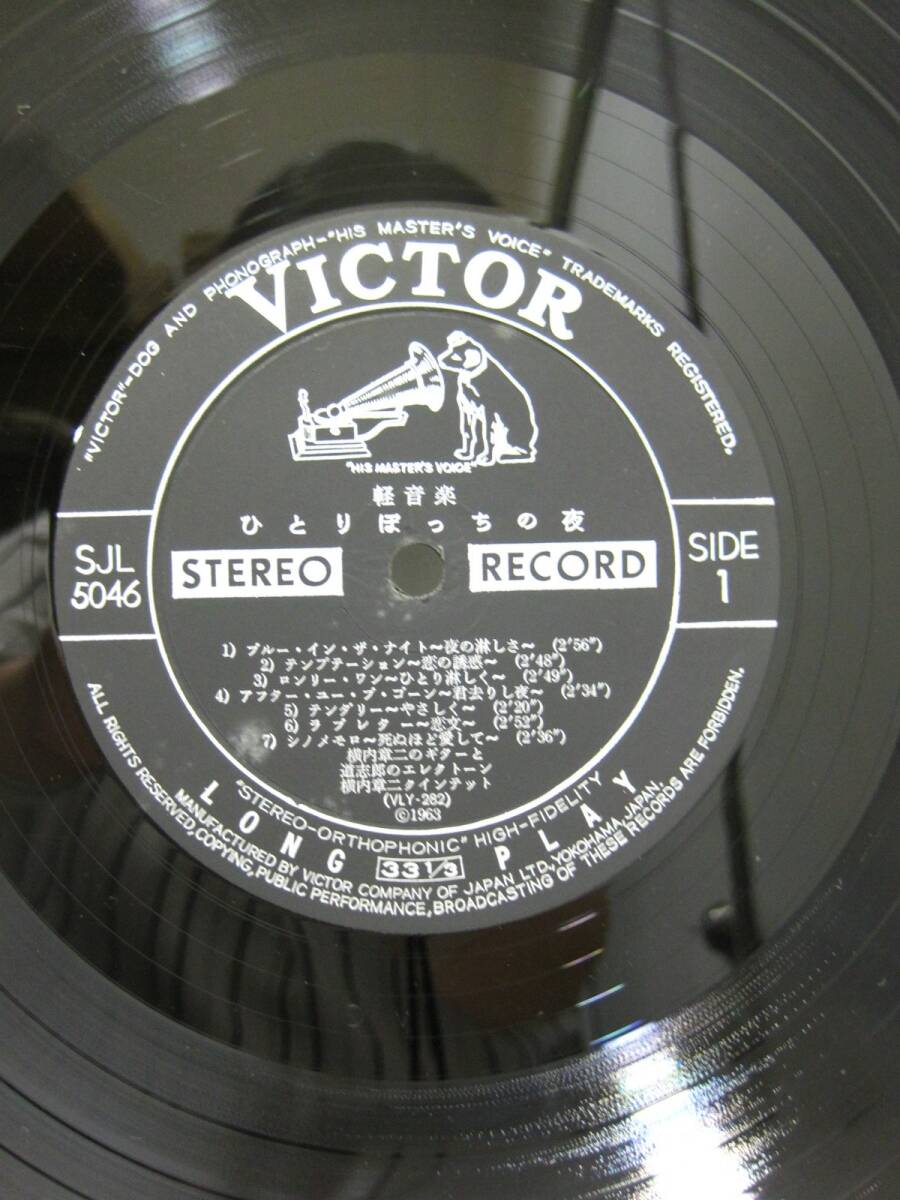 "VICTOR"–DOG AND PHONOGRAPH–"HIS MASTER'S VOICE" TRADEMARKS REGISTERED.
VICTOR
"HIS MASTER'S VOICE"
軽音楽
ひとりぽっちの夜
SJL
5046
STEREO
RECORD
SIDE
1
1) ブルー・イン・ザ・ナイト〜夜の淋しさ〜 (2′56″)
2) テンプテーション〜恋の誘惑〜 (2′48″)
3) ロンリー・ワン〜ひとり淋しく〜 (2′49″)
4) アフター・ユー・ブ・ゴーン〜君去りし夜〜 (2′34″)
5) テンダリー〜やさしく〜 (2′20″)
6) ラブレター〜恋文〜 (2′52″)
7) シノメモロ〜死ぬほど愛して〜 (2′36″)
横内章二のギターと
道志郎のエレクトーン
横内章二クインテット
(VLY-282)
©1963
"STEREO-ORTHOPHONIC" HIGH-FIDELITY
LONG 33 1/3 PLAY
MANUFACTURED BY VICTOR COMPANY OF JAPAN LTD. YOKOHAMA, JAPAN.
ALL RIGHTS RESERVED, COPYING, PUBLIC PERFORMANCE, BROADCASTING OF THESE RECORDS ARE FORBIDDEN.